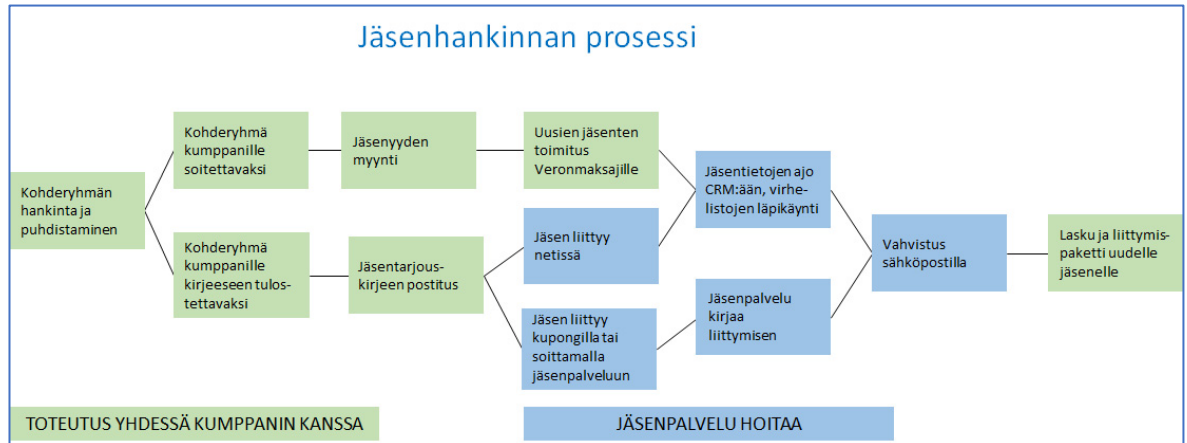 Jäsenhankinnan prosessi
Kohderyhmän
hankinta ja
puhdistaminen
Kohderyhmä
kumppanille
soitettavaksi
Jäsenyyden
myynti
Uusien jäsenten
toimitus
Veronmaksajille
Kohderyhmä
kumppanille
kirjeeseen tulos-
tettavaksi
Jäsentarjous-
kirjeen postitus
Jäsen liittyy
netissä
Jäsen liittyy
kupongilla tai
soittamalla
jäsenpalveluun
Jäsentietojen ajo
CRM:ään, virhe-
listojen läpikäynti
Jäsenpalvelu
kirjaa
liittymisen
Vahvistus
sähköpostilla
Lasku ja liittymis-
paketti uudelle
jäsenelle
TOTEUTUS YHDESSÄ KUMPPANIN KANSSA
JÄSENPALVELU HOITAA